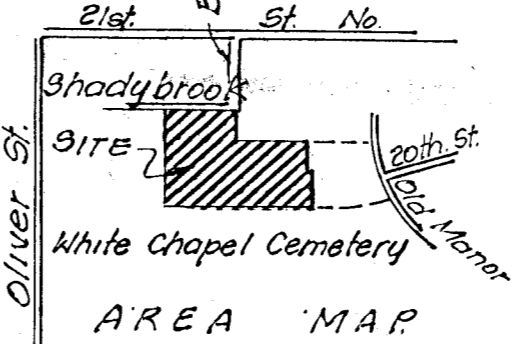 21st. St. No.
Shadybrook
Oliver St.
SITE
20th. St.
Old Manor
White Chapel Cemetery
AREA MAP.